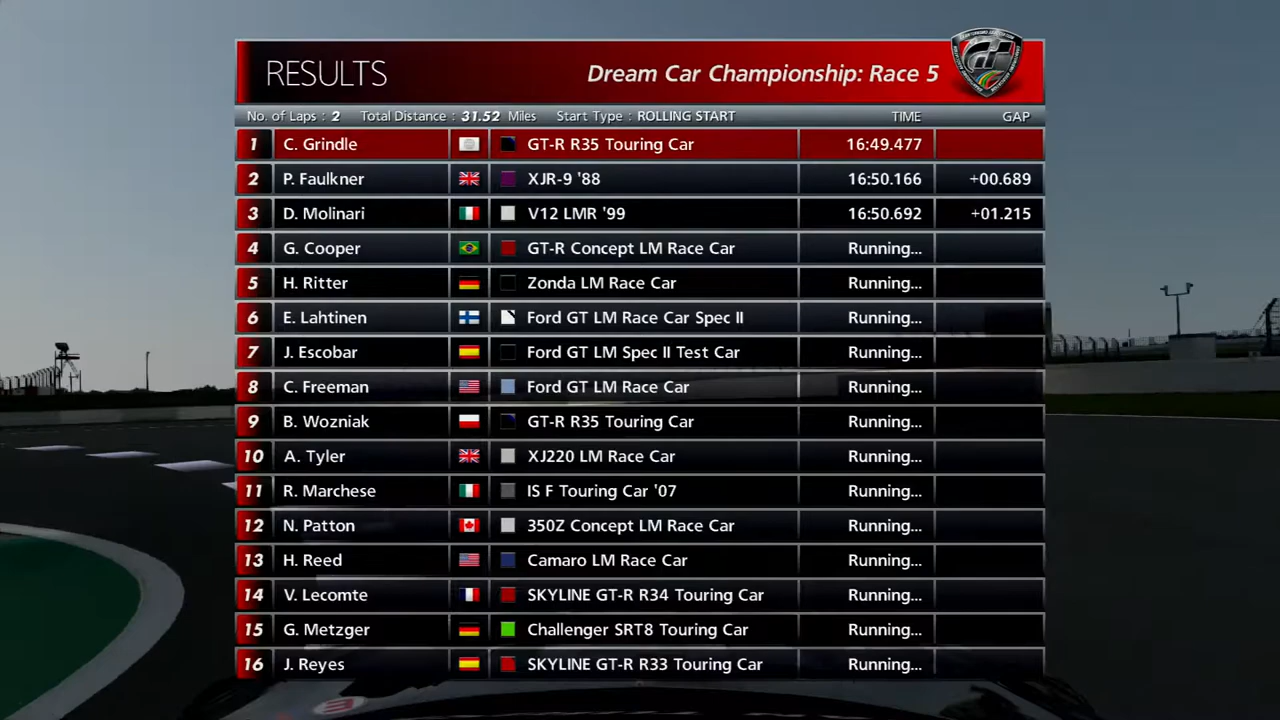 RESULTS
Dream Car Championship: Race 5
No. of Laps : 2 Total Distance : 31.52 Miles Start Type : ROLLING START TIME GAP
1 C. Grindle GT-R R35 Touring Car 16:49.477
2 P. Faulkner XJR-9 '88 16:50.166 +00.689
3 D. Molinari V12 LMR '99 16:50.692 +01.215
4 G. Cooper GT-R Concept LM Race Car Running...
5 H. Ritter Zonda LM Race Car Running...
6 E. Lahtinen Ford GT LM Race Car Spec II Running...
7 J. Escobar Ford GT LM Spec II Test Car Running...
8 C. Freeman Ford GT LM Race Car Running...
9 B. Wozniak GT-R R35 Touring Car Running...
10 A. Tyler XJ220 LM Race Car Running...
11 R. Marchese IS F Touring Car '07 Running...
12 N. Patton 350Z Concept LM Race Car Running...
13 H. Reed Camaro LM Race Car Running...
14 V. Lecomte SKYLINE GT-R R34 Touring Car Running...
15 G. Metzger Challenger SRT8 Touring Car Running...
16 J. Reyes SKYLINE GT-R R33 Touring Car Running...